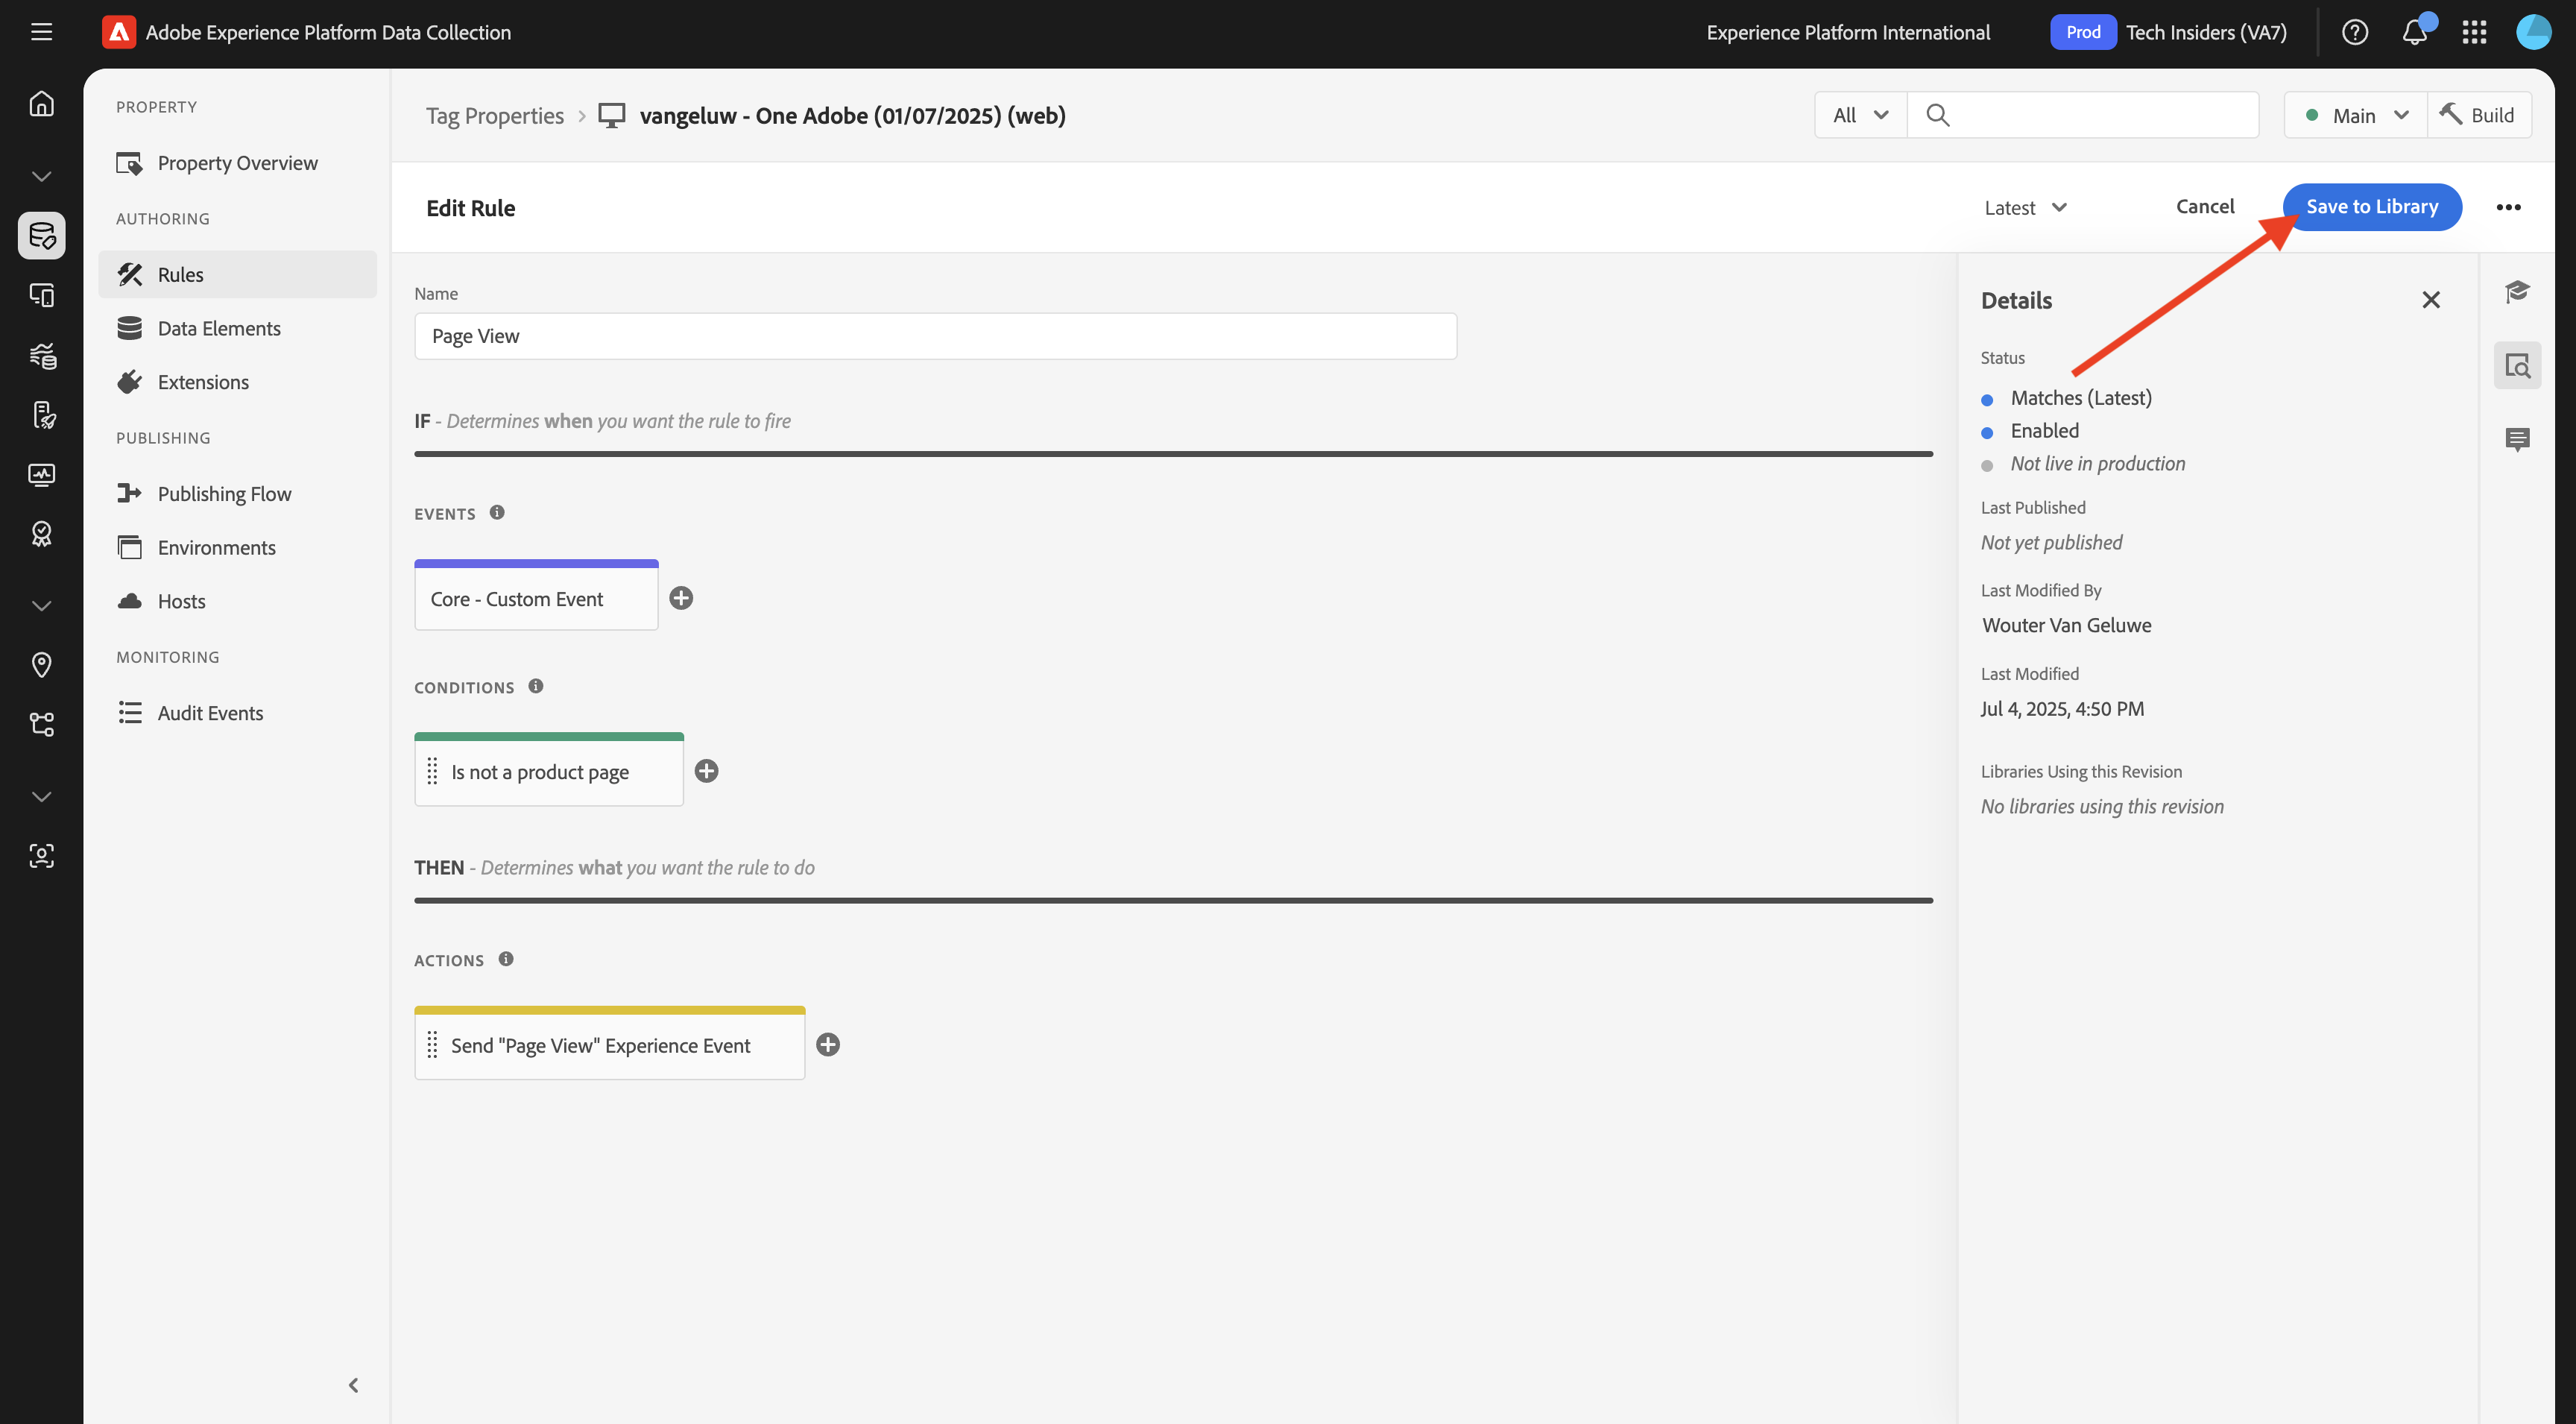 Adobe Experience Platform Data Collection
Experience Platform International
Prod
Tech Insiders (VA7)
PROPERTY
Property Overview
AUTHORING
Rules
Data Elements
Extensions
PUBLISHING
Publishing Flow
Environments
Hosts
MONITORING
Audit Events
Tag Properties > vangeluw - One Adobe (01/07/2025) (web)
All
Main
Build
Edit Rule
Latest
Cancel
Save to Library
Name
Page View
IF - Determines when you want the rule to fire
EVENTS
Core - Custom Event
CONDITIONS
Is not a product page
THEN - Determines what you want the rule to do
ACTIONS
Send "Page View" Experience Event
Details
Status
Matches (Latest)
Enabled
Not live in production
Last Published
Not yet published
Last Modified By
Wouter Van Geluwe
Last Modified
Jul 4, 2025, 4:50 PM
Libraries Using this Revision
No libraries using this revision